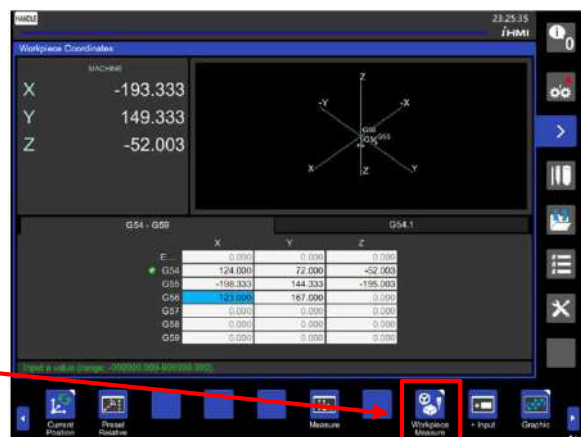 HANDLE
23:25:35
iHMI
Workpiece Coordinates
MACHINE
X -193.333
Y 149.333
Z -52.003
Z
-Y -X
G56
G55
X Y
-Z
0
G54 - G59 G54.1
X Y Z
E... 0.000 0.000 0.000
G54 124.000 72.000 -52.003
G55 -198.333 144.333 -195.003
G56 123.000 167.000 0.000
G57 0.000 0.000 0.000
G58 0.000 0.000 0.000
G59 0.000 0.000 0.000
Current Position
Preset Relative
Measure
Workpiece Measure
+ Input
Graphic